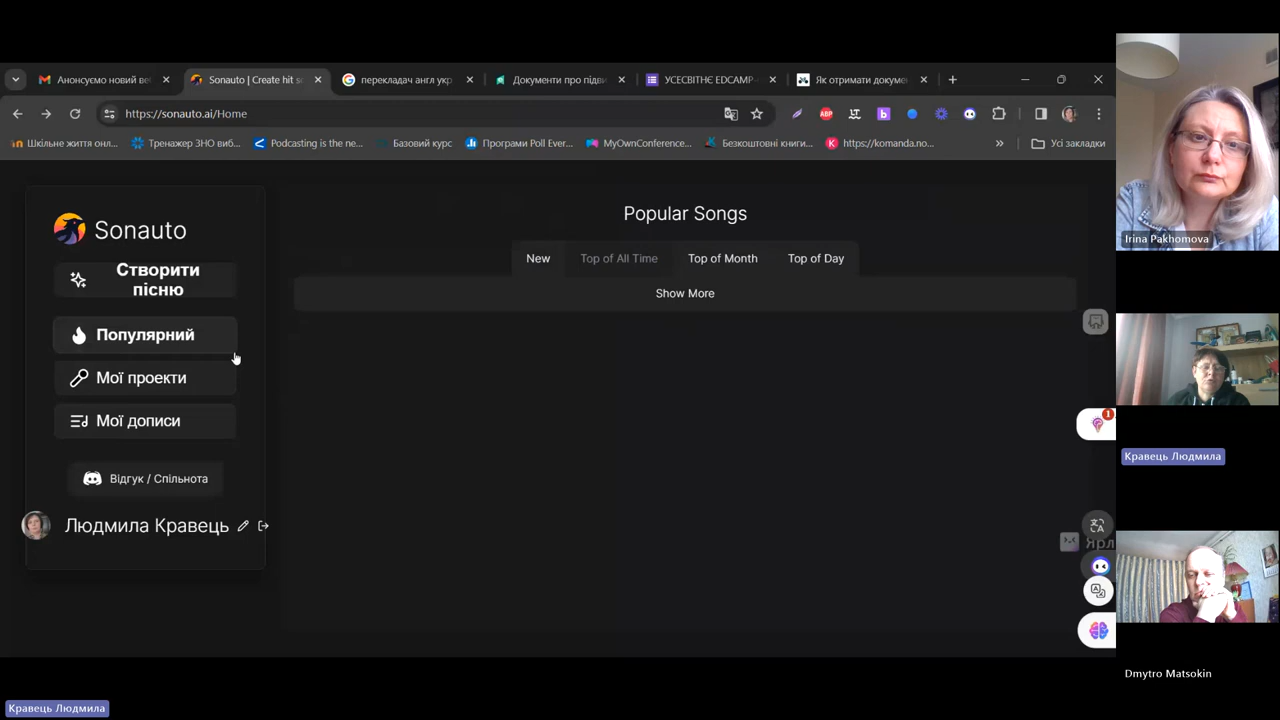 Анонсуємо новий ве
Sonauto | Create hit s
перекладач англ укр
Документи про підви
УСЕСВІТНЄ EDCAMP
Як отримати докуме
https://sonauto.ai/Home
Шкільне життя онл...
Тренажер ЗНО виб...
Podcasting is the ne...
Базовий курс
Програми Poll Ever...
MyOwnConference...
Безкоштовні книги...
https://komanda.no...
Усі закладки
Sonauto
Створити
пісню
Популярний
Мої проекти
Мої дописи
Відгук / Спільнота
Людмила Кравець
Popular Songs
New
Top of All Time
Top of Month
Top of Day
Show More
1
Ярл
Irina Pakhomova
Кравець Людмила
Dmytro Matsokin
Кравець Людмила